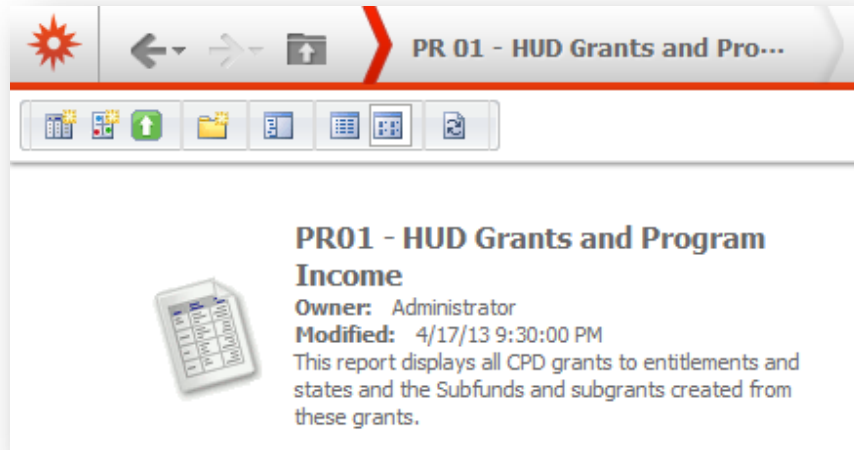 PR 01 - HUD Grants and Pro···
PR01 - HUD Grants and Program
Income
Owner: Administrator
Modified: 4/17/13 9:30:00 PM
This report displays all CPD grants to entitlements and
states and the Subfunds and subgrants created from
these grants.